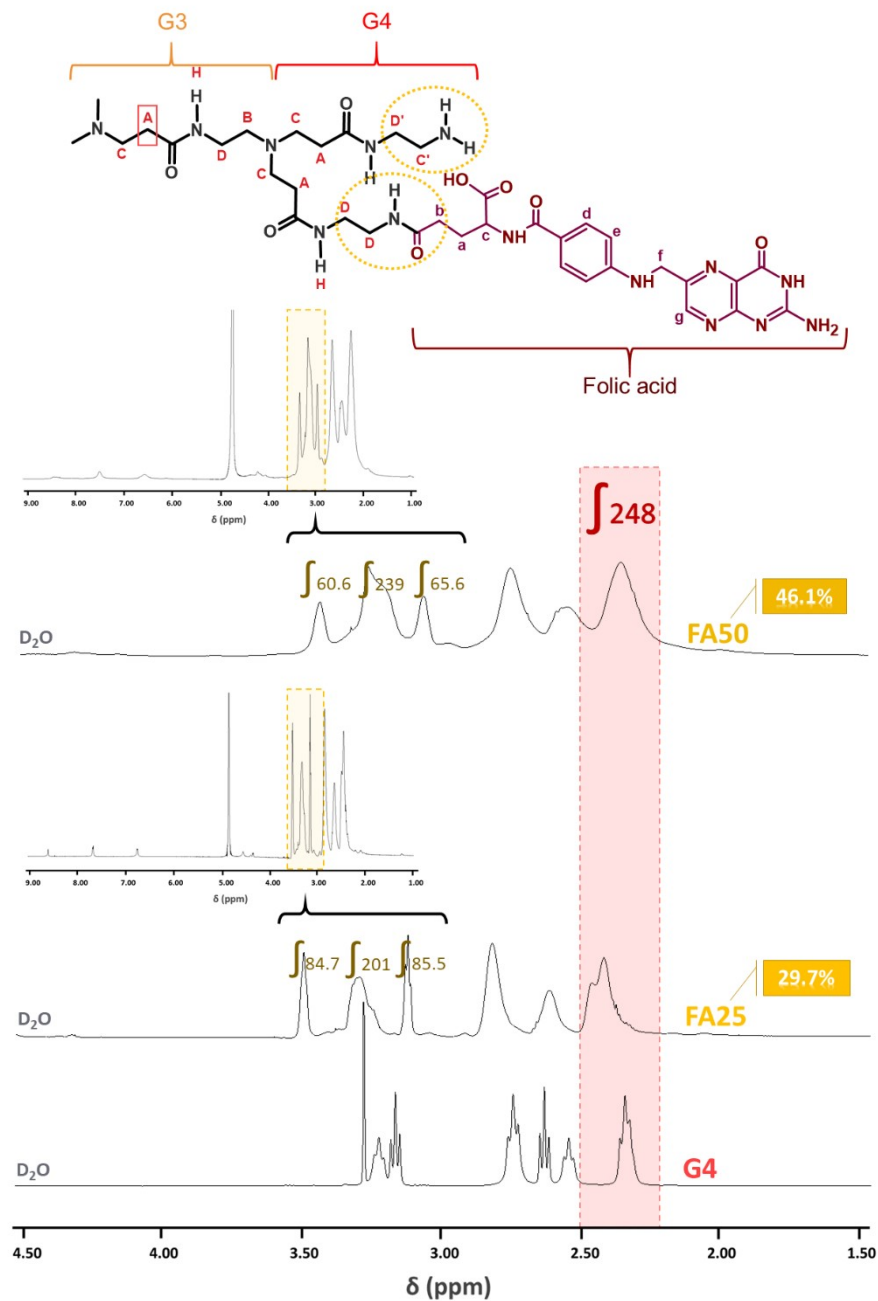 G3 G4
H
H H
A B C O D' N
N N N N H
C O D A H C'
C A D O HO O
H b d
O N D N c NH e f O
H O a O N NH
H NH g N N NH₂
Folic acid
9.00 8.00 7.00 6.00 5.00 4.00 3.00 2.00 1.00
δ (ppm)
∫248
∫60.6 ∫239 ∫65.6
46.1%
D₂O FA50
9.00 8.00 7.00 6.00 5.00 4.00 3.00 2.00 1.00
δ (ppm)
∫84.7 ∫201 ∫85.5
29.7%
D₂O FA25
D₂O G4
4.50 4.00 3.50 3.00 2.50 2.00 1.50
δ (ppm)